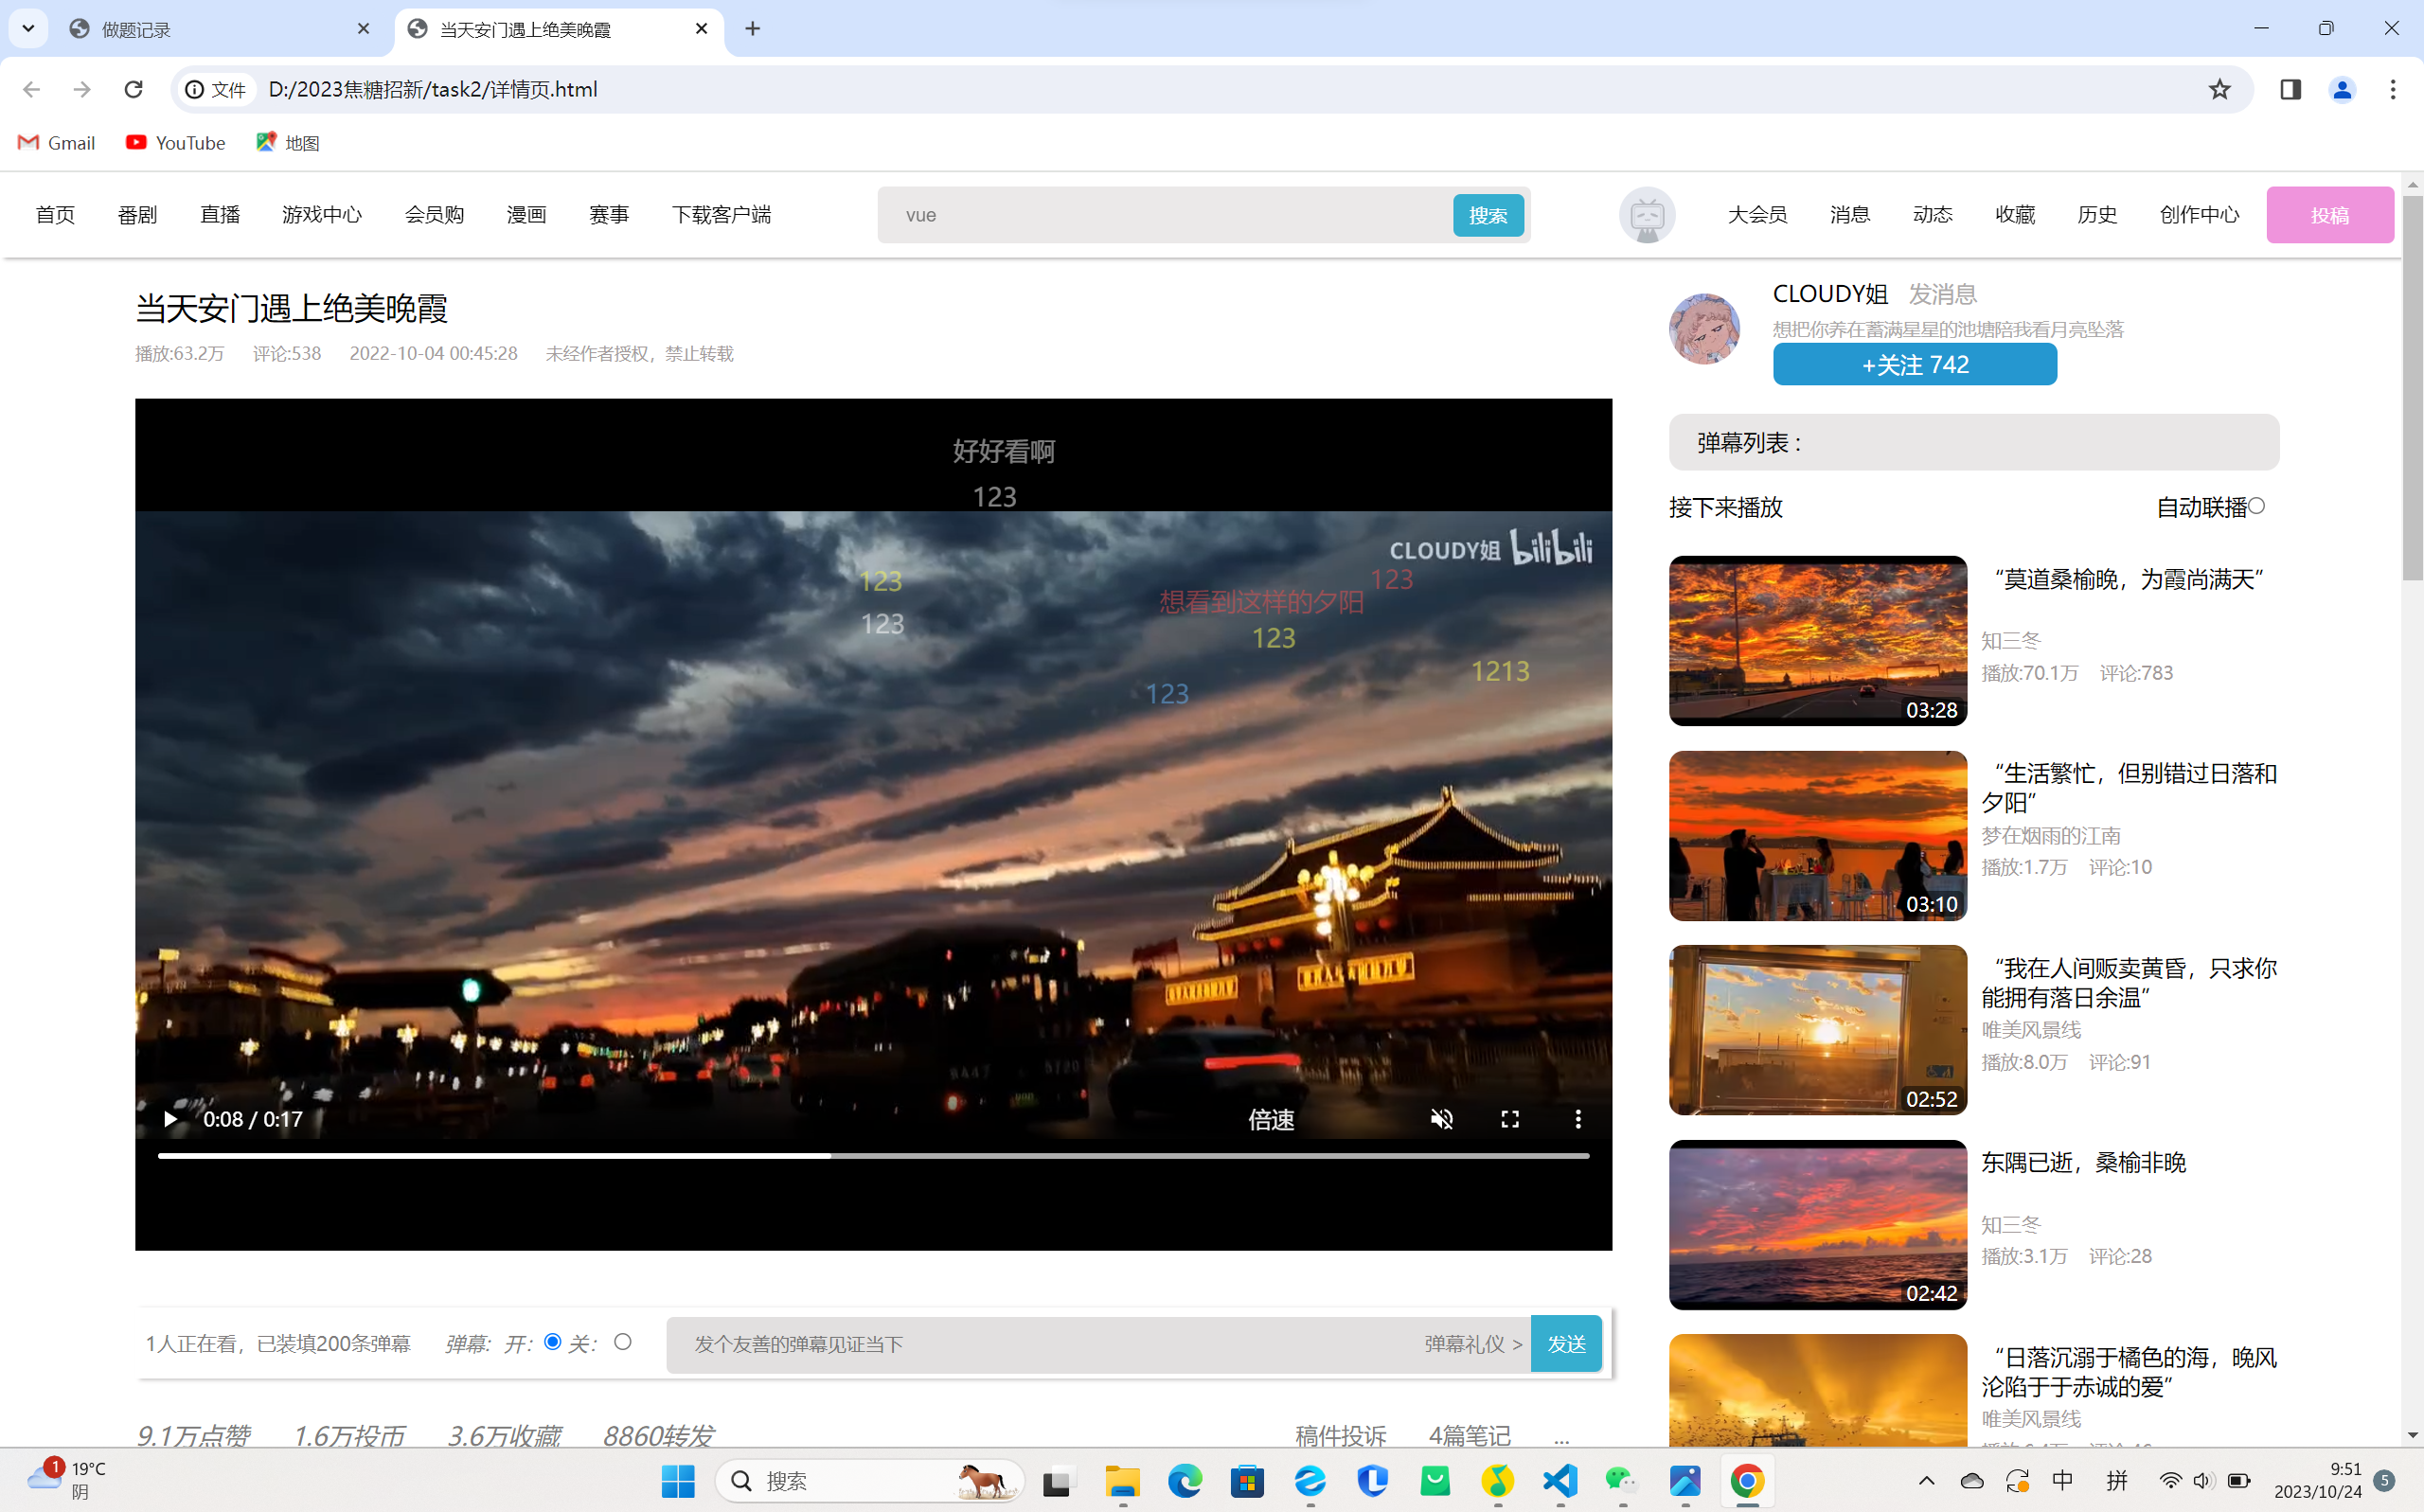 做题记录
当天安门遇上绝美晚霞
文件
D:/2023焦糖招新/task2/详情页.html
Gmail
YouTube
地图
首页
番剧
直播
游戏中心
会员购
漫画
赛事
下载客户端
vue
搜索
大会员
消息
动态
收藏
历史
创作中心
投稿
当天安门遇上绝美晚霞
播放:63.2万 评论:538 2022-10-04 00:45:28 未经作者授权，禁止转载
CLOUDY姐 发消息
想把你养在蓄满星星的池塘陪我看月亮坠落
+关注 742
好好看啊
123
CLOUDY姐 bilibili
123
123
想看到这样的夕阳
123
123
1213
123
0:08 / 0:17
倍速
弹幕列表 :
接下来播放
自动联播
“莫道桑榆晚，为霞尚满天”
知三冬
播放:70.1万 评论:783
03:28
“生活繁忙，但别错过日落和
夕阳”
梦在烟雨的江南
播放:1.7万 评论:10
03:10
“我在人间贩卖黄昏，只求你
能拥有落日余温”
唯美风景线
播放:8.0万 评论:91
02:52
东隅已逝，桑榆非晚
知三冬
播放:3.1万 评论:28
02:42
“日落沉溺于橘色的海，晚风
沦陷于于赤诚的爱”
唯美风景线
1人正在看，已装填200条弹幕
弹幕: 开: 关:
发个友善的弹幕见证当下
弹幕礼仪 >
发送
9.1万点赞
1.6万投币
3.6万收藏
8860转发
稿件投诉
4篇笔记
...
1
19°C
阴
搜索
中
拼
9:51
2023/10/24
5